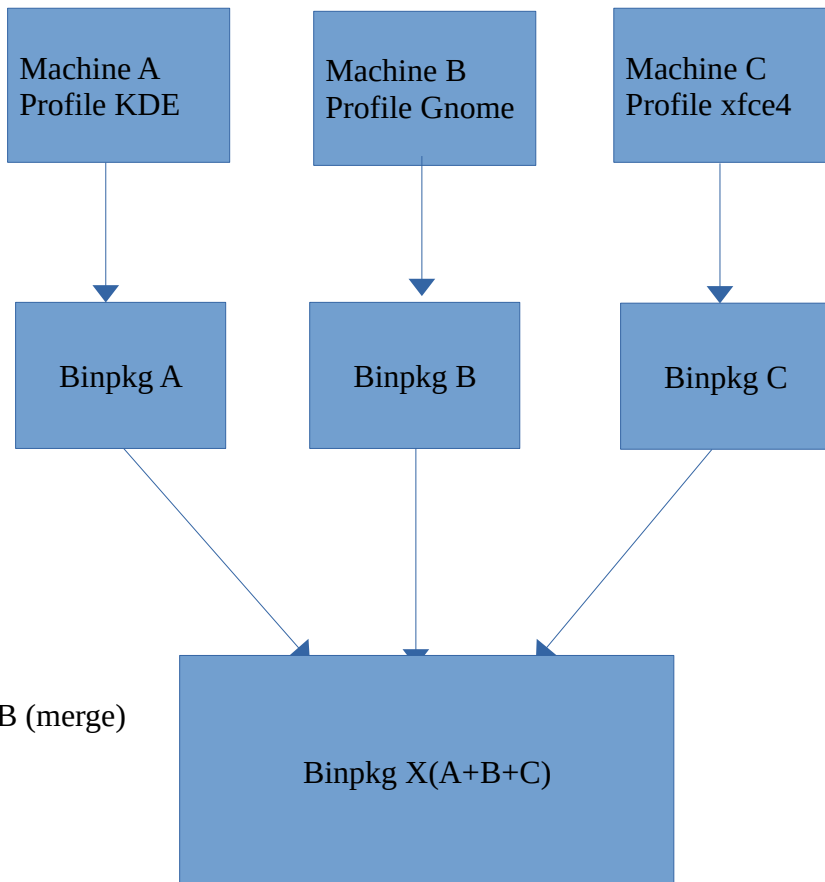 Machine A
Profile KDE
Machine B
Profile Gnome
Machine C
Profile xfce4
Binpkg A
Binpkg B
Binpkg C
B (merge)
Binpkg X(A+B+C)